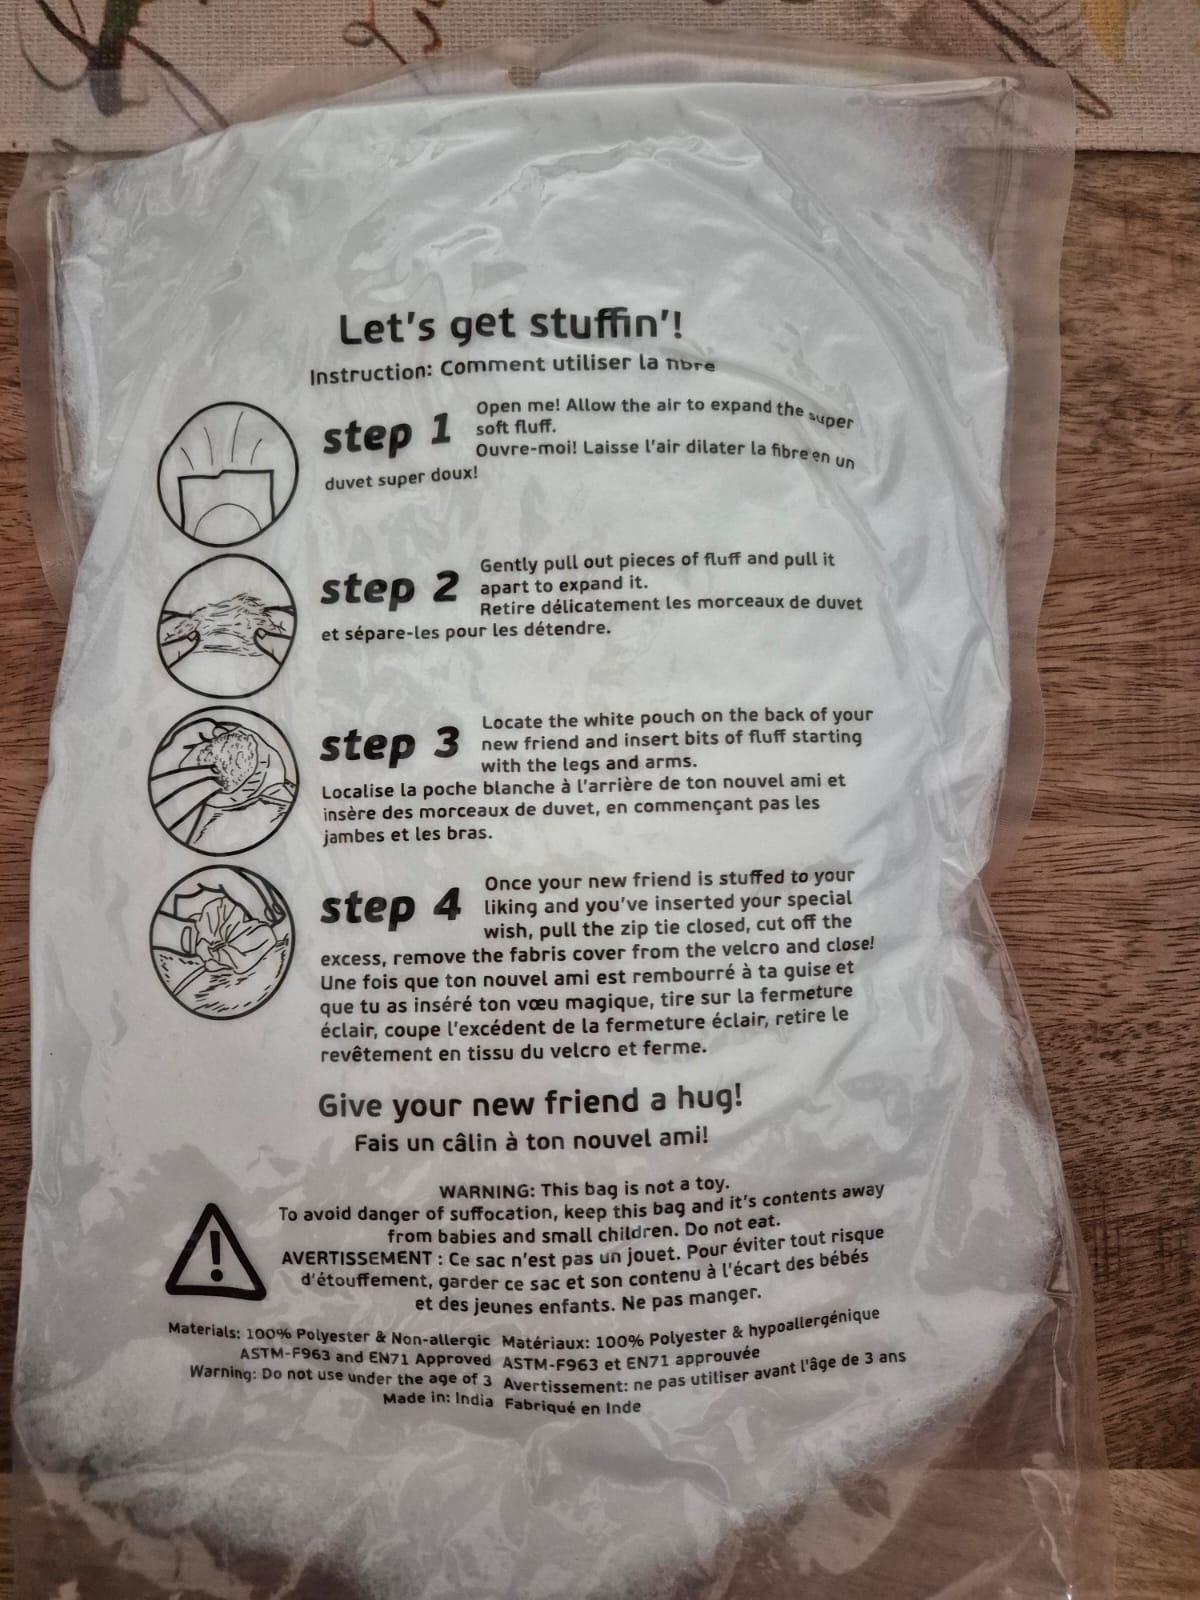 Let's get stuffin'!
Instruction: Comment utiliser la fibre
step 1
Open me! Allow the air to expand the super
soft fluff.
Ouvre-moi! Laisse l'air dilater la fibre en un
duvet super doux!
step 2
Gently pull out pieces of fluff and pull it
apart to expand it.
Retire délicatement les morceaux de duvet
et sépare-les pour les détendre.
step 3
Locate the white pouch on the back of your
new friend and insert bits of fluff starting
with the legs and arms.
Localise la poche blanche à l'arrière de ton nouvel ami et
insère des morceaux de duvet, en commençant pas les
jambes et les bras.
step 4
Once your new friend is stuffed to your
liking and you've inserted your special
wish, pull the zip tie closed, cut off the
excess, remove the fabris cover from the velcro and close!
Une fois que ton nouvel ami est rembourré à ta guise et
que tu as inséré ton vœu magique, tire sur la fermeture
éclair, coupe l'excédent de la fermeture éclair, retire le
revêtement en tissu du velcro et ferme.
Give your new friend a hug!
Fais un câlin à ton nouvel ami!
WARNING: This bag is not a toy.
To avoid danger of suffocation, keep this bag and it's contents away
from babies and small children. Do not eat.
AVERTISSEMENT : Ce sac n'est pas un jouet. Pour éviter tout risque
d'étouffement, garder ce sac et son contenu à l'écart des bébés
et des jeunes enfants. Ne pas manger.
Materials: 100% Polyester & Non-allergic
ASTM-F963 and EN71 Approved
Warning: Do not use under the age of 3
Made in: India
Matériaux: 100% Polyester & hypoallergénique
ASTM-F963 et EN71 approuvée
Avertissement: ne pas utiliser avant l'âge de 3 ans
Fabriqué en Inde